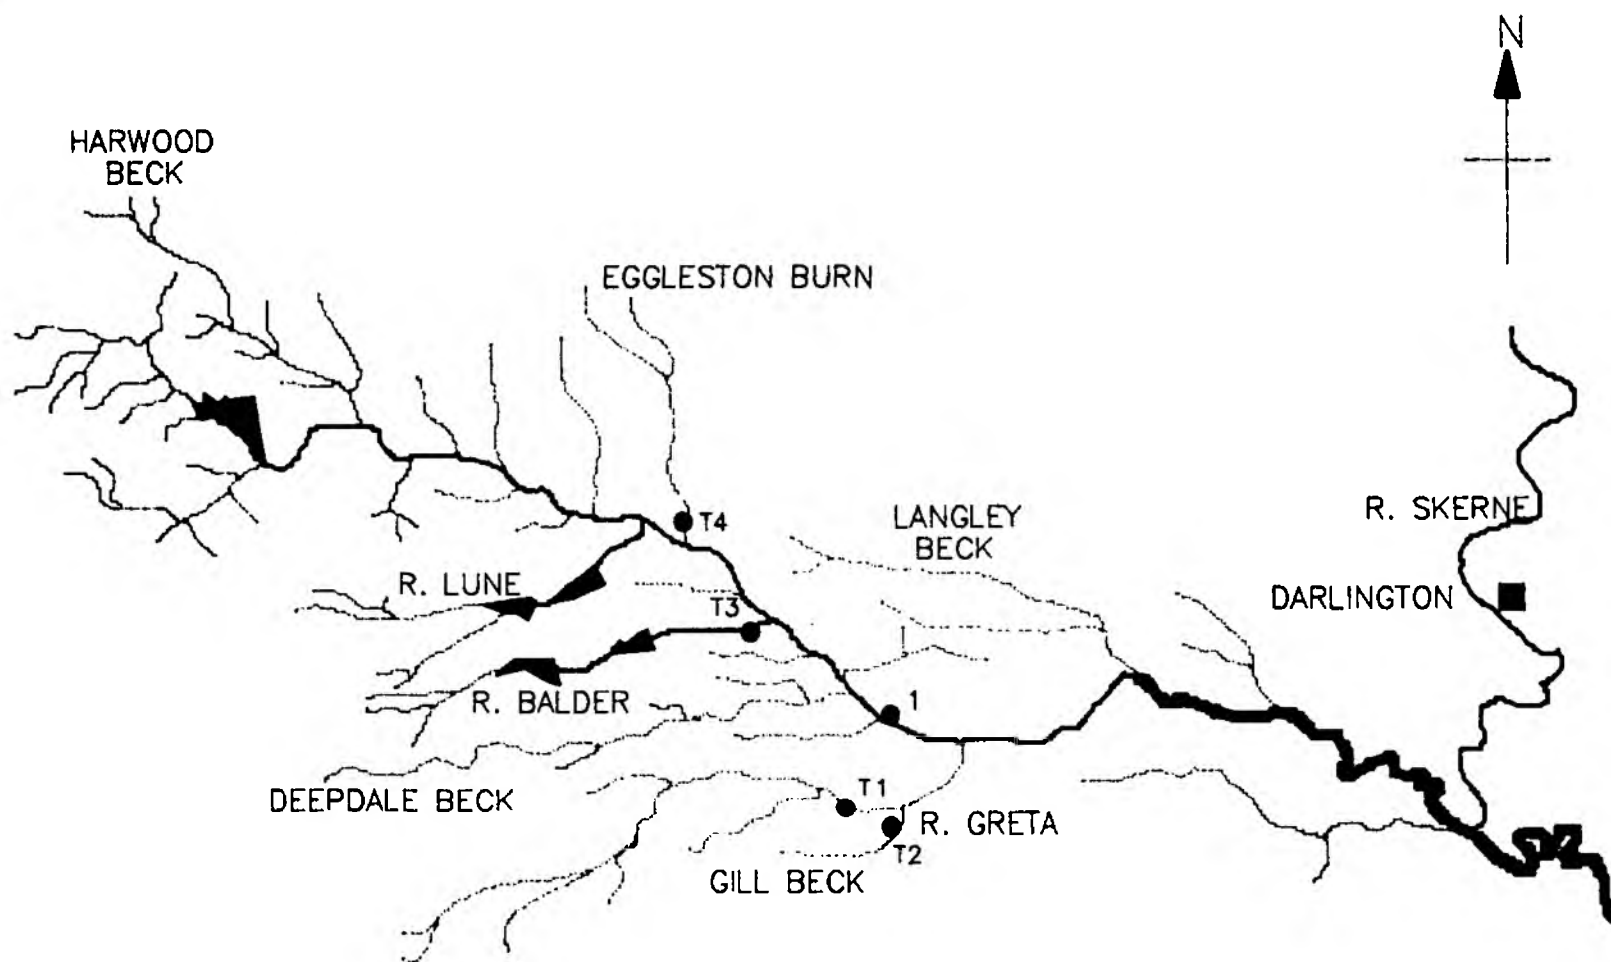 N
HARWOOD
BECK
EGGLESTON BURN
T4
LANGLEY
BECK
R. SKERNE
R. LUNE
T3
DARLINGTON
R. BALDER
1
DEEPDALE BECK
T1
R. GRETA
T2
GILL BECK